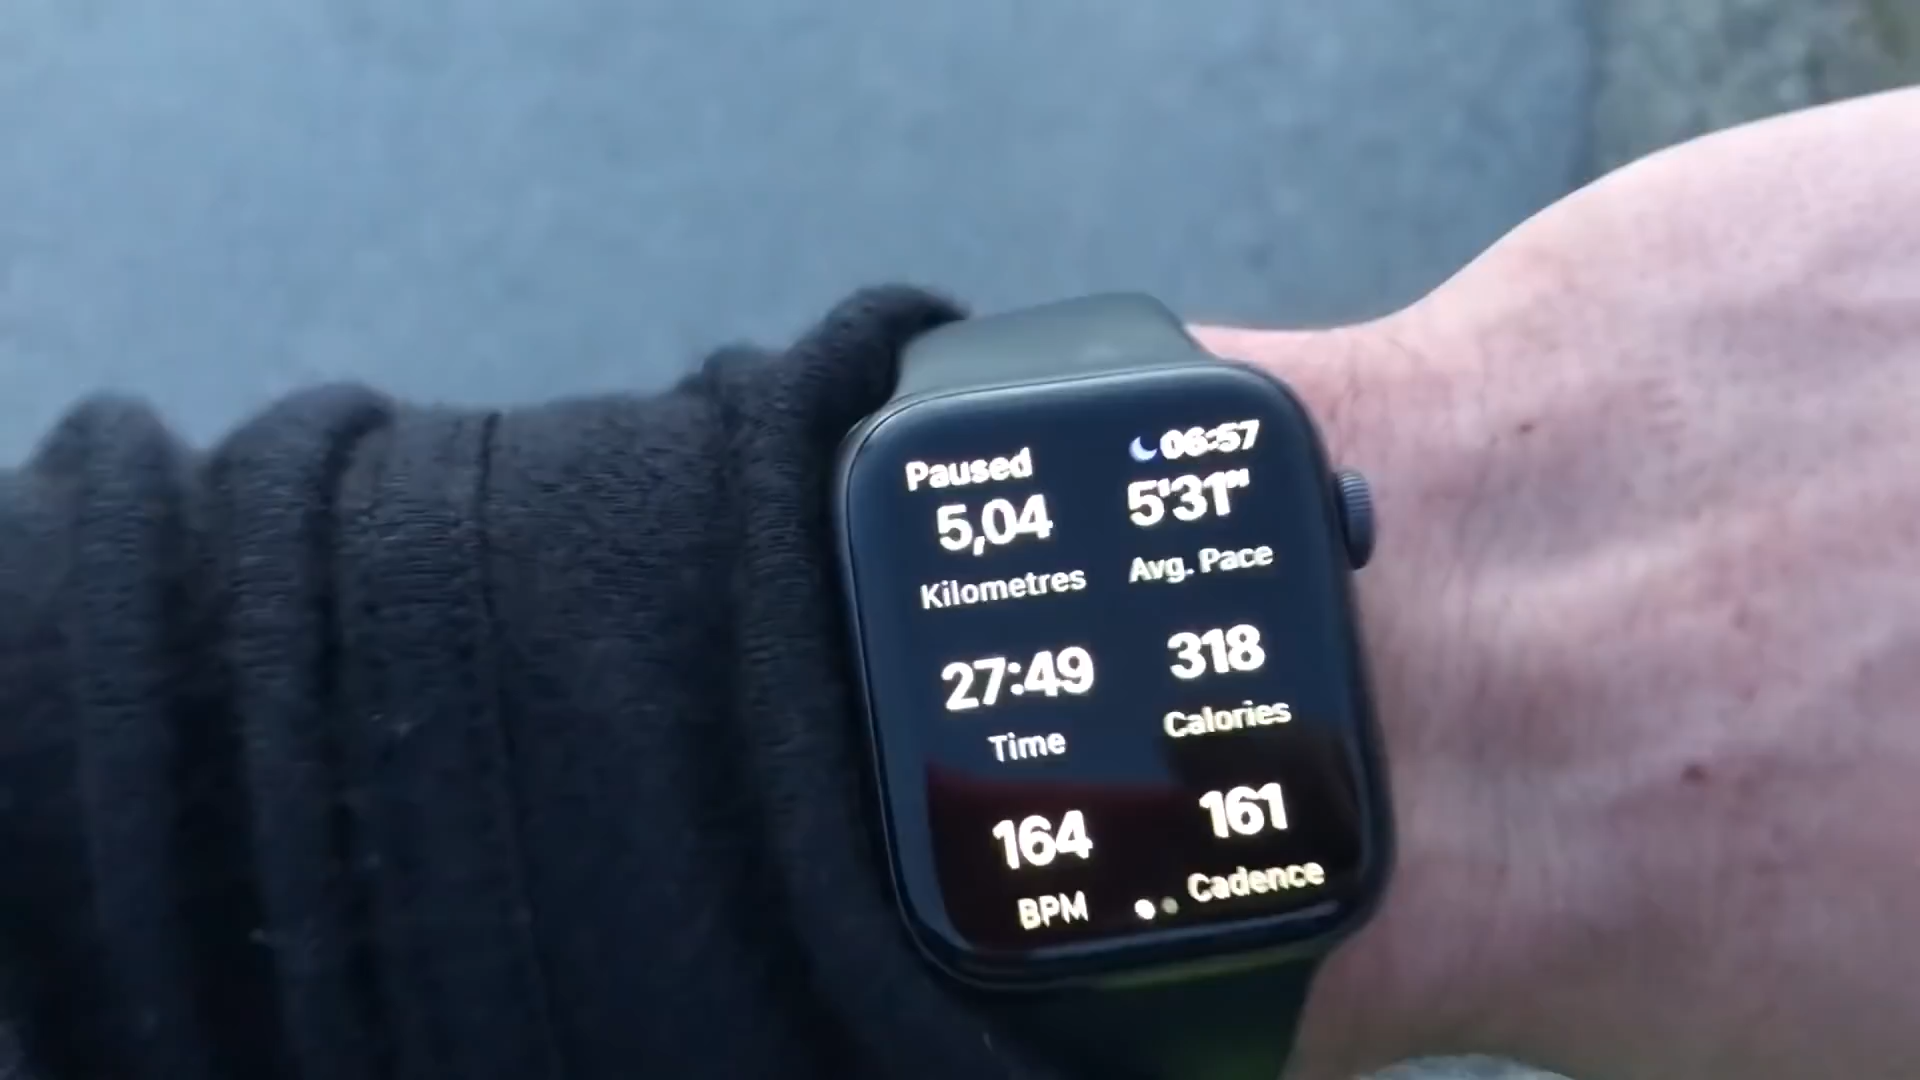 Paused 06:57
5,04 5'31"
Kilometres Avg. Pace
27:49 318
Time Calories
164 161
BPM Cadence